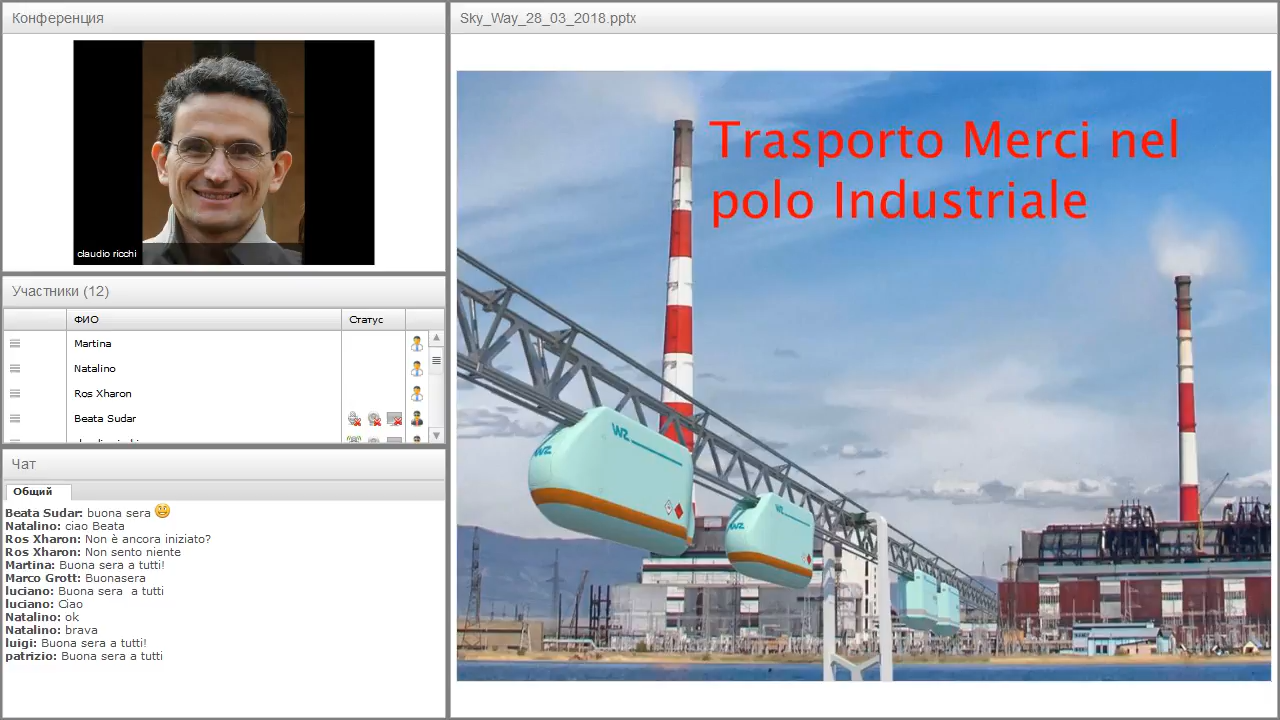 Конференция
claudio ricchi
Участники (12)
ФИО
Статус
Martina
Natalino
Ros Xharon
Beata Sudar
Чат
Общий
Beata Sudar: buona sera
Natalino: ciao Beata
Ros Xharon: Non è ancora iniziato?
Ros Xharon: Non sento niente
Martina: Buona sera a tutti!
Marco Grott: Buonasera
luciano: Buona sera a tutti
luciano: Ciao
Natalino: ok
Natalino: brava
luigi: Buona sera a tutti!
patrizio: Buona sera a tutti
Sky_Way_28_03_2018.pptx
Trasporto Merci nel
polo Industriale